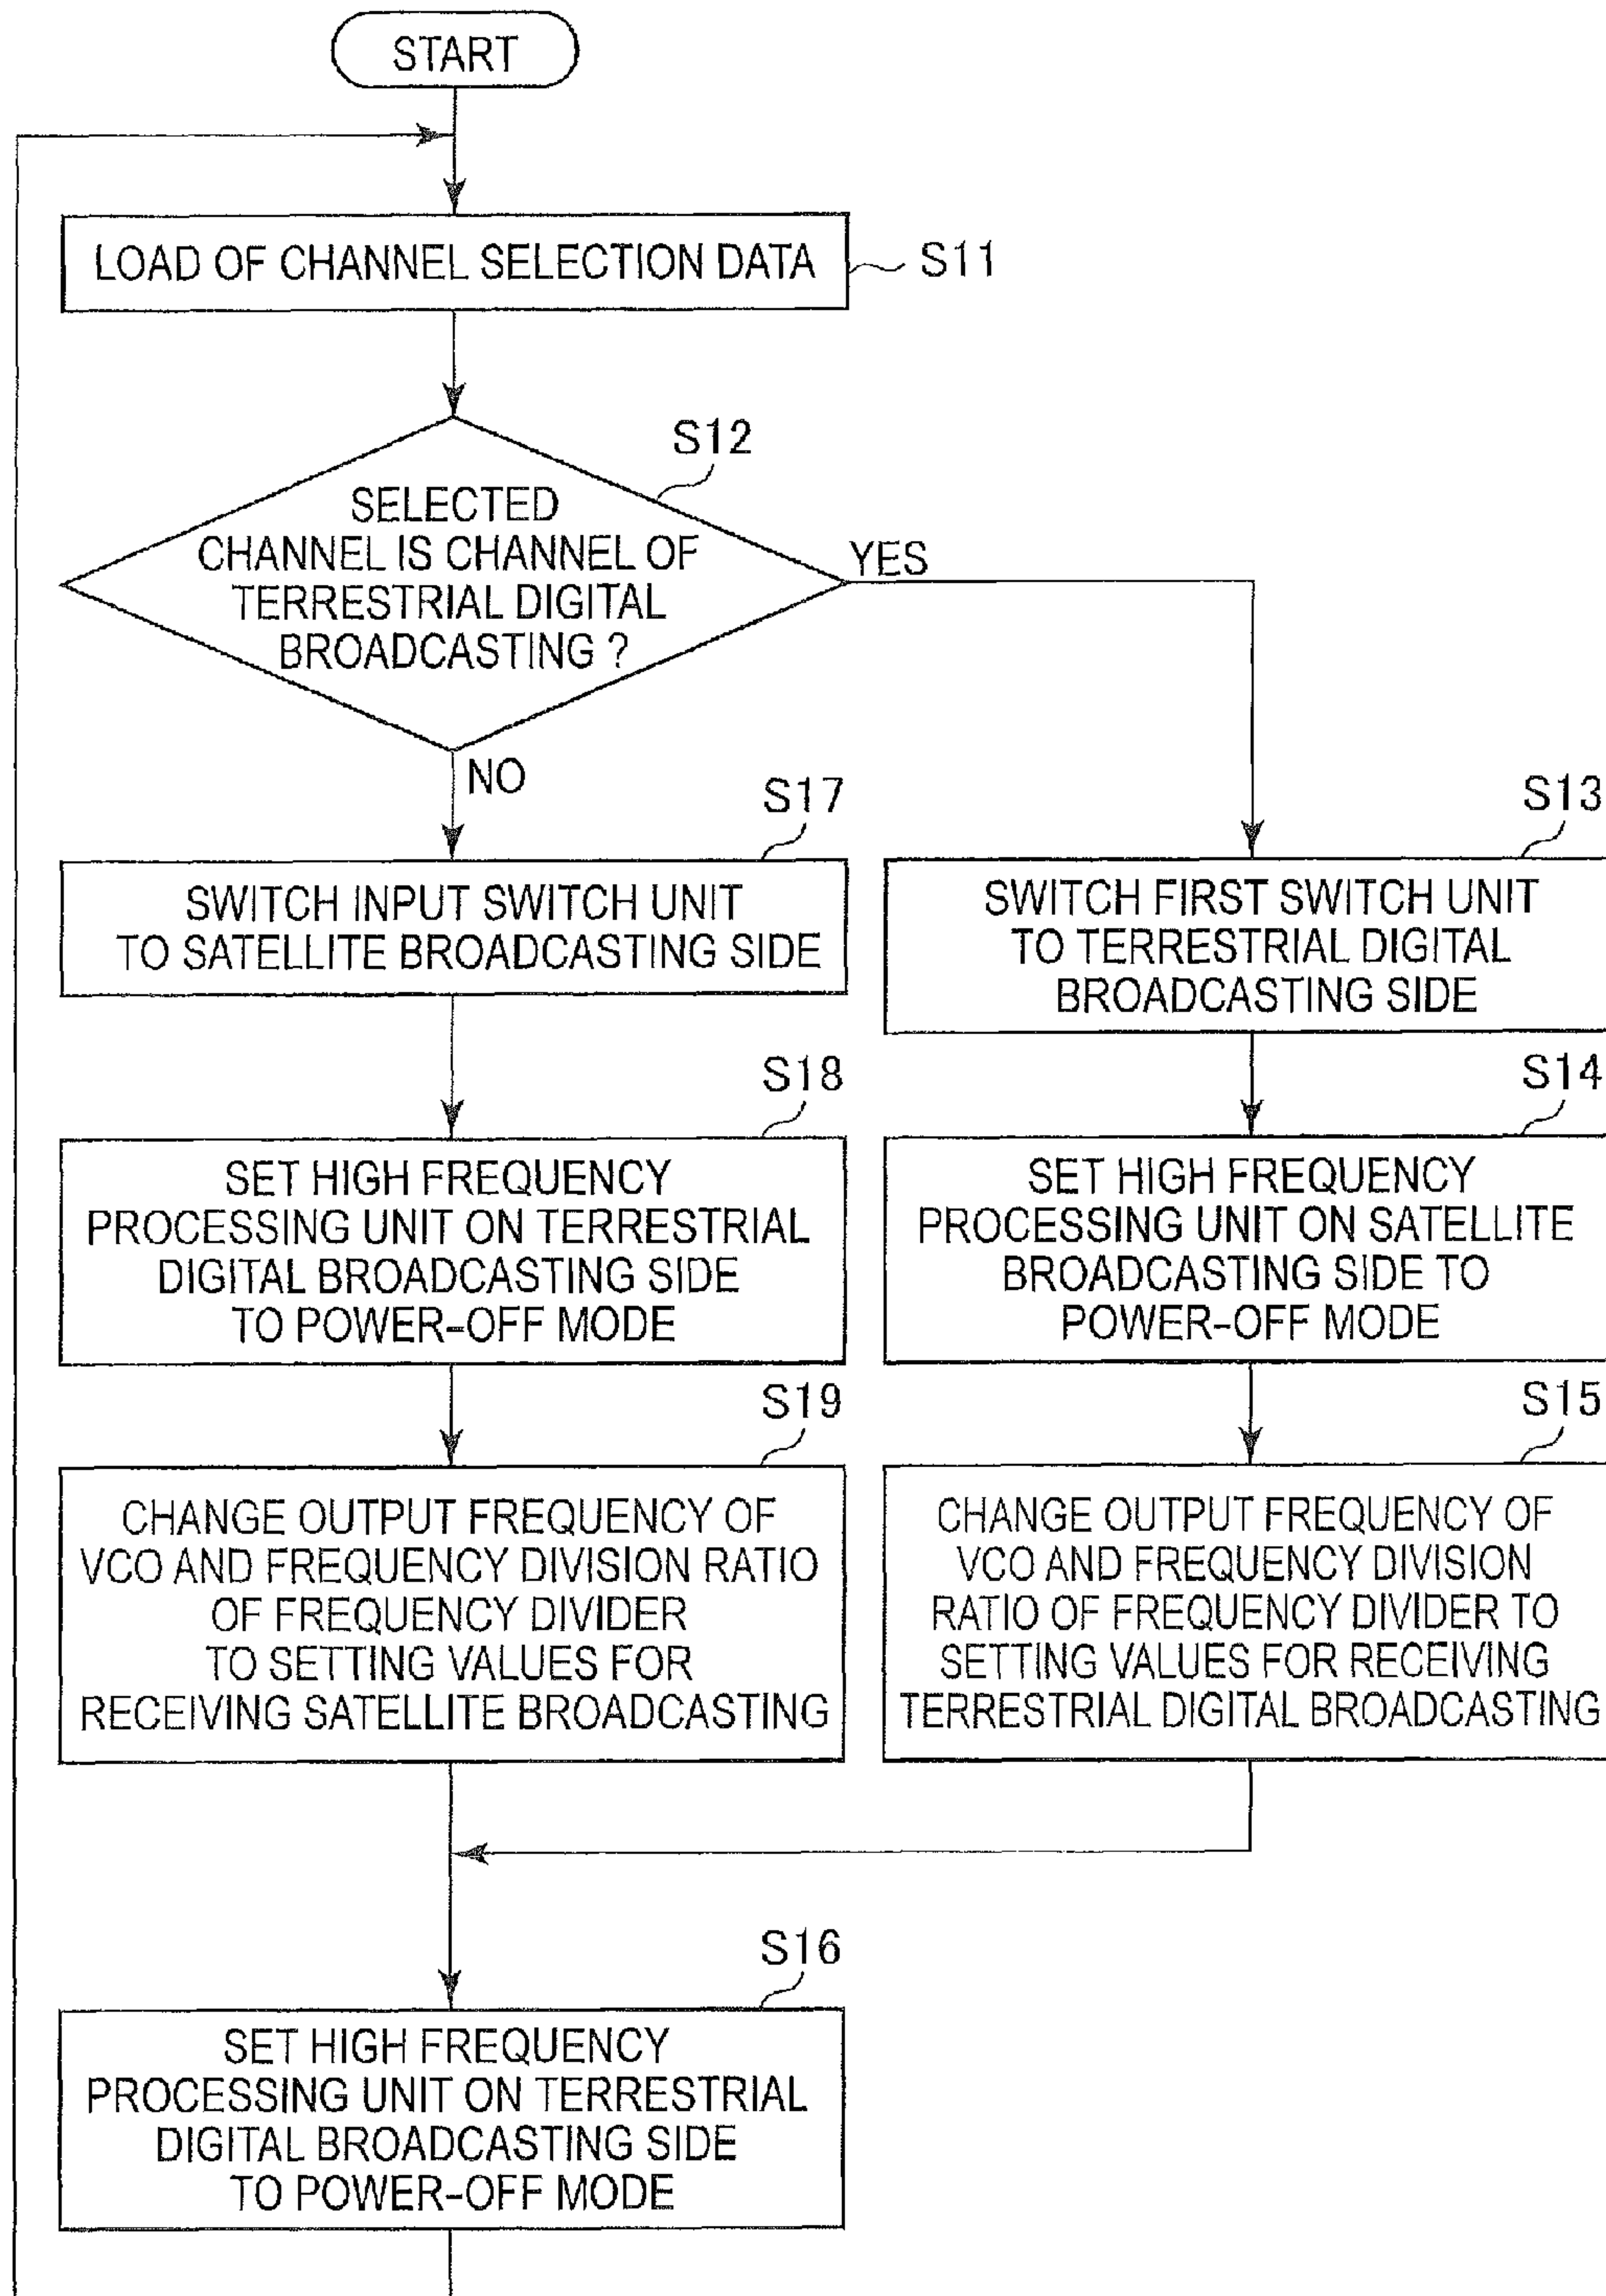 START
LOAD OF CHANNEL SELECTION DATA
S11
S12
SELECTED
CHANNEL IS CHANNEL OF
TERRESTRIAL DIGITAL
BROADCASTING ?
YES
NO
S17
SWITCH INPUT SWITCH UNIT
TO SATELLITE BROADCASTING SIDE
S13
SWITCH FIRST SWITCH UNIT
TO TERRESTRIAL DIGITAL
BROADCASTING SIDE
S18
SET HIGH FREQUENCY
PROCESSING UNIT ON TERRESTRIAL
DIGITAL BROADCASTING SIDE
TO POWER-OFF MODE
S14
SET HIGH FREQUENCY
PROCESSING UNIT ON SATELLITE
BROADCASTING SIDE TO
POWER-OFF MODE
S19
CHANGE OUTPUT FREQUENCY OF
VCO AND FREQUENCY DIVISION RATIO
OF FREQUENCY DIVIDER
TO SETTING VALUES FOR
RECEIVING SATELLITE BROADCASTING
S15
CHANGE OUTPUT FREQUENCY OF
VCO AND FREQUENCY DIVISION
RATIO OF FREQUENCY DIVIDER TO
SETTING VALUES FOR RECEIVING
TERRESTRIAL DIGITAL BROADCASTING
S16
SET HIGH FREQUENCY
PROCESSING UNIT ON TERRESTRIAL
DIGITAL BROADCASTING SIDE
TO POWER-OFF MODE